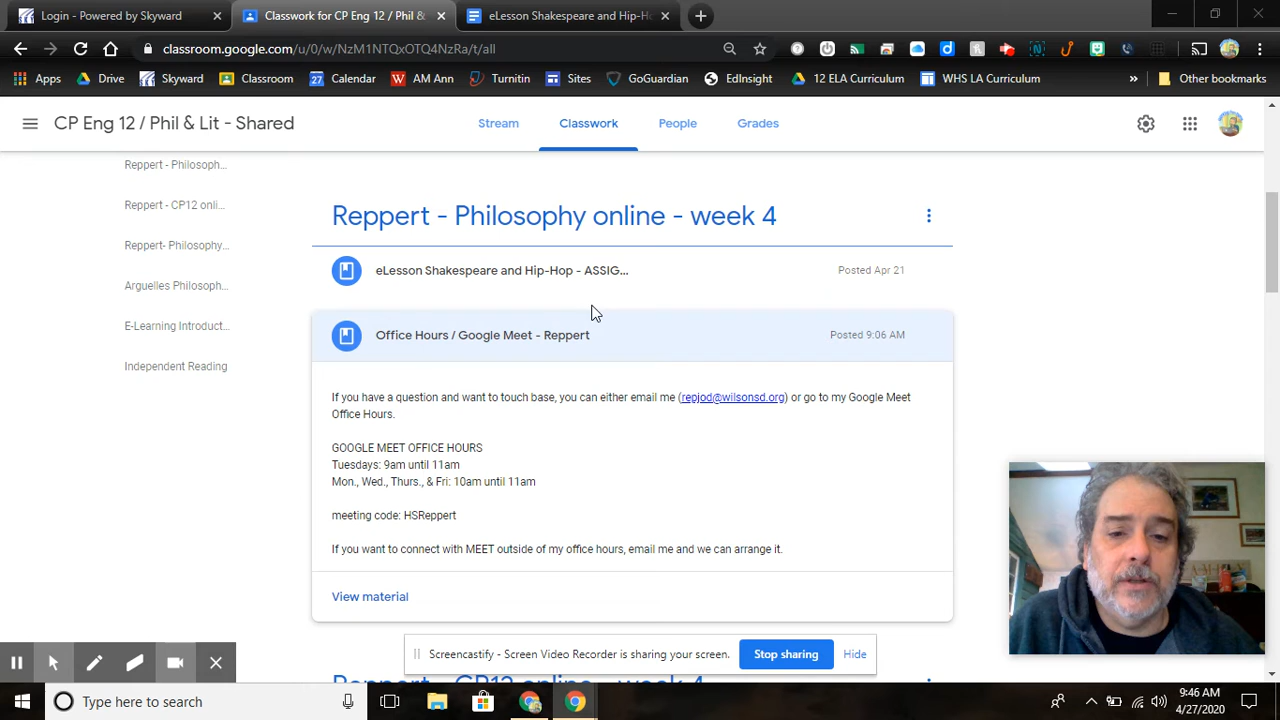 Login - Powered by Skyward
Classwork for CP Eng 12 / Phil &
eLesson Shakespeare and Hip-H
classroom.google.com/u/0/w/NzM1NTQxOTQ4NzRa/t/all
Apps
Drive
Skyward
Classroom
27
Calendar
W
AM Ann
Turnitin
Sites
GoGuardian
EdInsight
12 ELA Curriculum
WHS LA Curriculum
»
Other bookmarks
CP Eng 12 / Phil & Lit - Shared
Stream
Classwork
People
Grades
Reppert - Philosoph...
Reppert - CP12 onli...
Reppert- Philosophy...
Arguelles Philosoph...
E-Learning Introduct...
Independent Reading
Reppert - Philosophy online - week 4
eLesson Shakespeare and Hip-Hop - ASSIG...
Posted Apr 21
Office Hours / Google Meet - Reppert
Posted 9:06 AM
If you have a question and want to touch base, you can either email me (repjod@wilsonsd.org) or go to my Google Meet
Office Hours.
GOOGLE MEET OFFICE HOURS
Tuesdays: 9am until 11am
Mon., Wed., Thurs., & Fri: 10am until 11am
meeting code: HSReppert
If you want to connect with MEET outside of my office hours, email me and we can arrange it.
View material
Screencastify - Screen Video Recorder is sharing your screen.
Stop sharing
Hide
Reppert - CP12 online - week 4
Type here to search
9:46 AM
4/27/2020